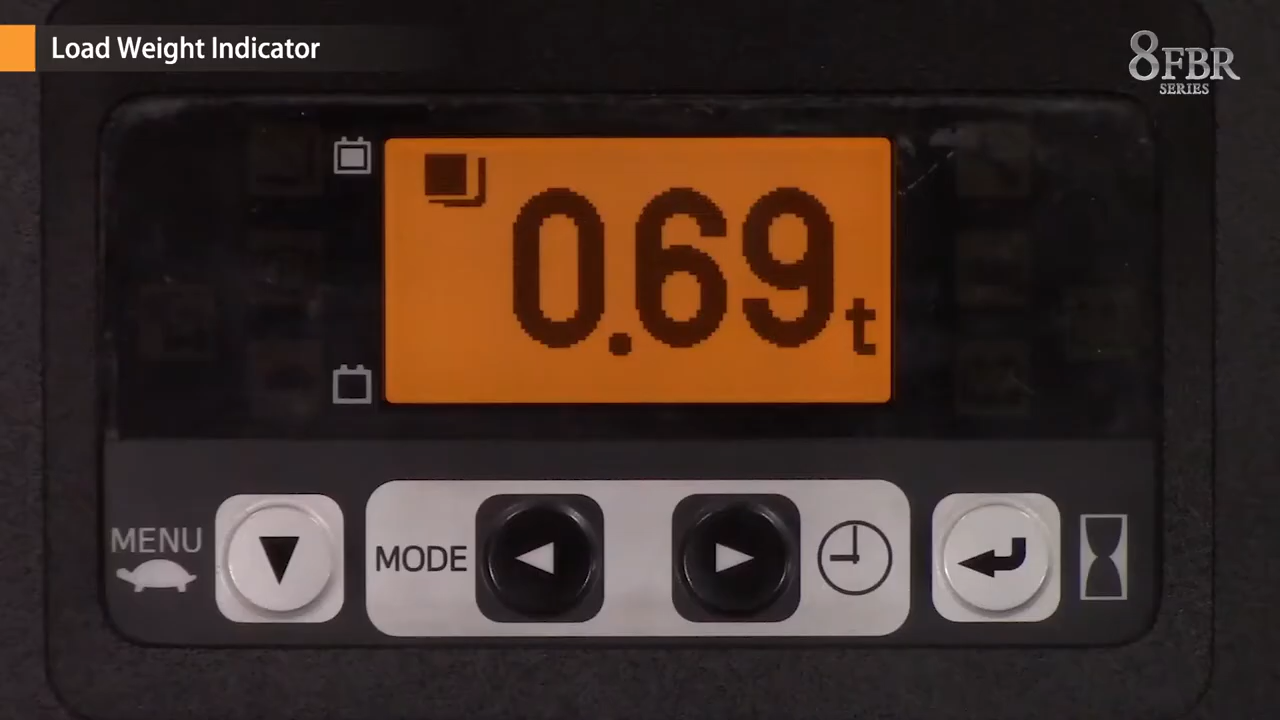 Load Weight Indicator
8FBR
SERIES
0.69t
MENU
MODE